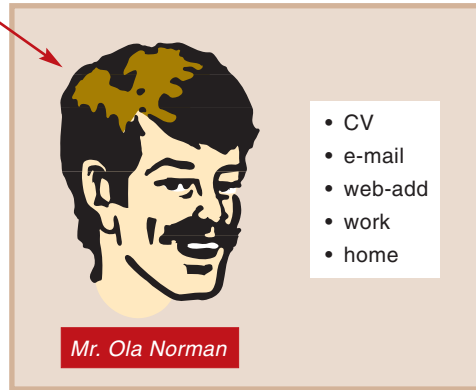 • CV
• e-mail
• web-add
• work
• home
Mr. Ola Norman